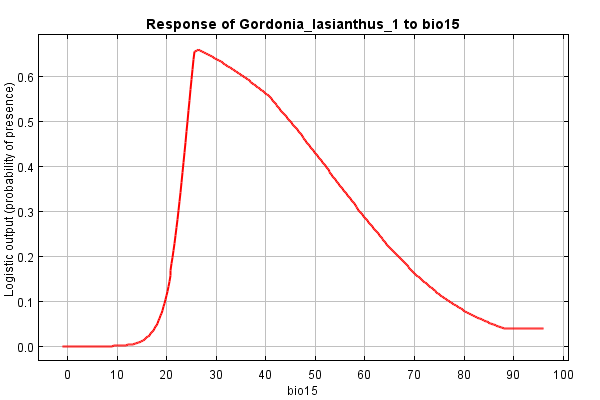 Response of Gordonia_lasianthus_1 to bio15
Logistic output (probability of presence)
0.6
0.5
0.4
0.3
0.2
0.1
0.0
0 10 20 30 40 50 60 70 80 90 100
bio15